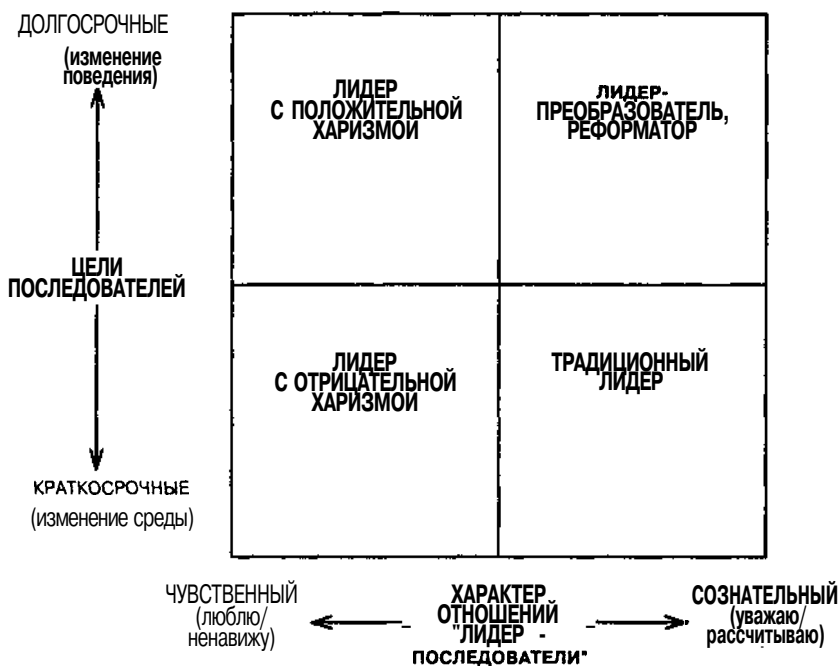 ДОЛГОСРОЧНЫЕ
(изменение
поведения)
ЛИДЕР
С ПОЛОЖИТЕЛЬНОЙ
ХАРИЗМОЙ
ЛИДЕР-
ПРЕОБРАЗОВАТЕЛЬ,
РЕФОРМАТОР
ЦЕЛИ
ПОСЛЕДОВАТЕЛЕЙ
ЛИДЕР
С ОТРИЦАТЕЛЬНОЙ
ХАРИЗМОЙ
ТРАДИЦИОННЫЙ
ЛИДЕР
КРАТКОСРОЧНЫЕ
(изменение среды)
ЧУВСТВЕННЫЙ
(люблю/
ненавижу)
ХАРАКТЕР
ОТНОШЕНИЙ
"ЛИДЕР -
ПОСЛЕДОВАТЕЛИ"
СОЗНАТЕЛЬНЫЙ
(уважаю/
рассчитываю)